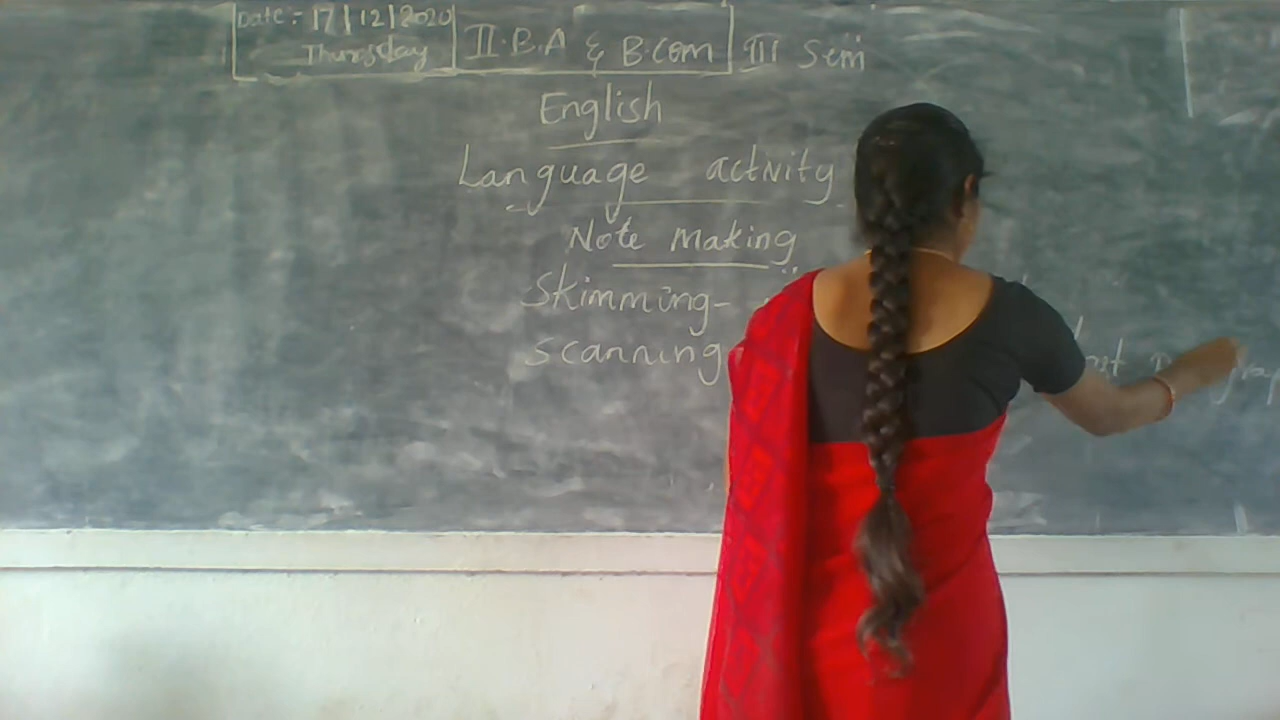 Date:- 17/12/2020
Thursday
II.B.A & B.com III Sem
English
Language activity
Note Making
Skimming-
Scanning